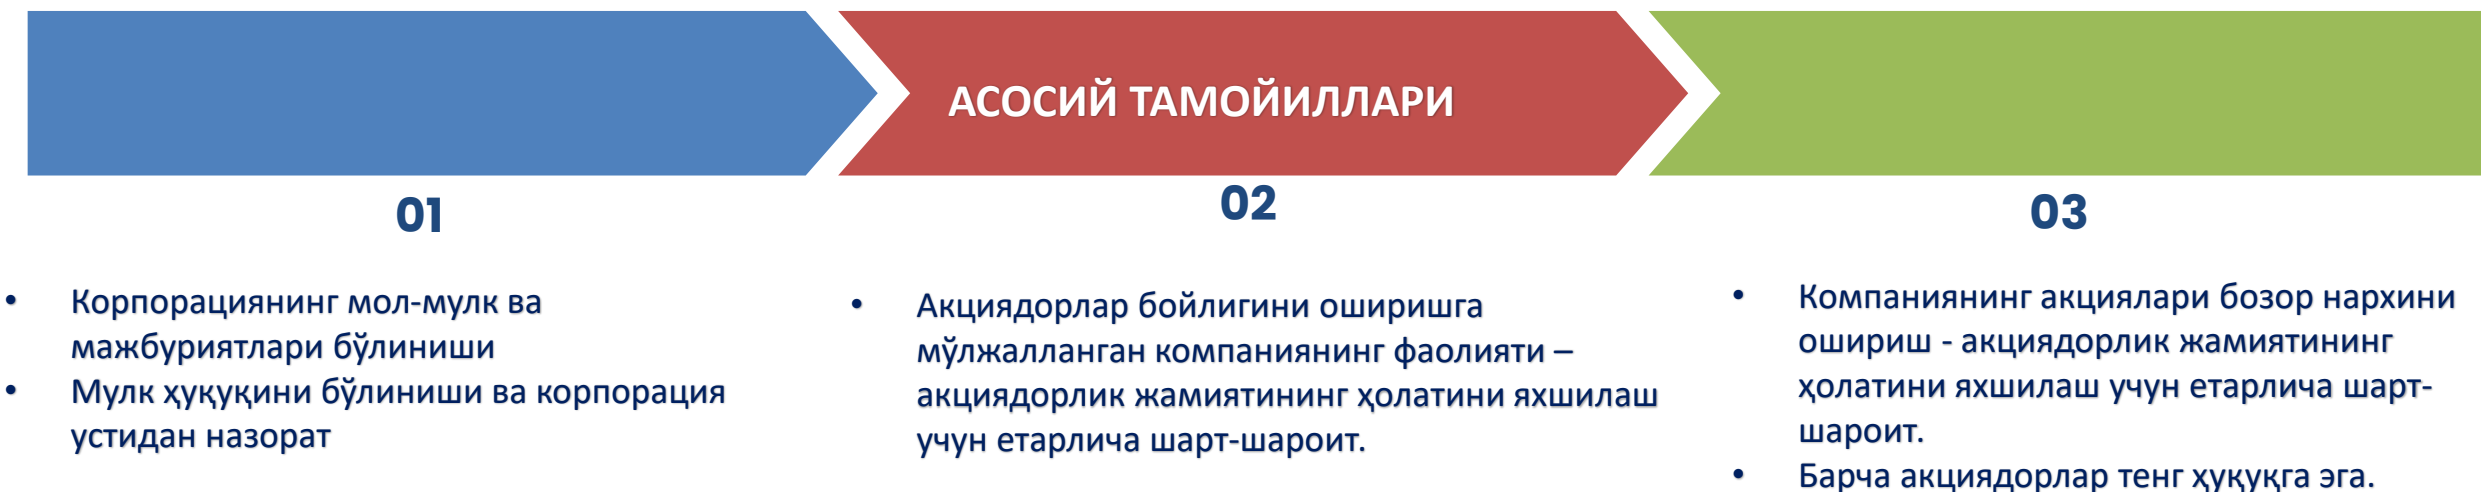 АСОСИЙ ТАМОЙИЛЛАРИ
01
• Корпорациянинг мол-мулк ва
мажбуриятлари бўлиниши
• Мулк ҳуқуқини бўлиниши ва корпорация
устидан назорат
02
• Акциядорлар бойлигини оширишга
мўлжалланган компаниянинг фаолияти –
акциядорлик жамиятининг ҳолатини яхшилаш
учун етарлича шарт-шароит.
03
• Компаниянинг акциялари бозор нархини
ошириш - акциядорлик жамиятининг
ҳолатини яхшилаш учун етарлича шарт-
шароит.
• Барча акциядорлар тенг ҳуқуқга эга.